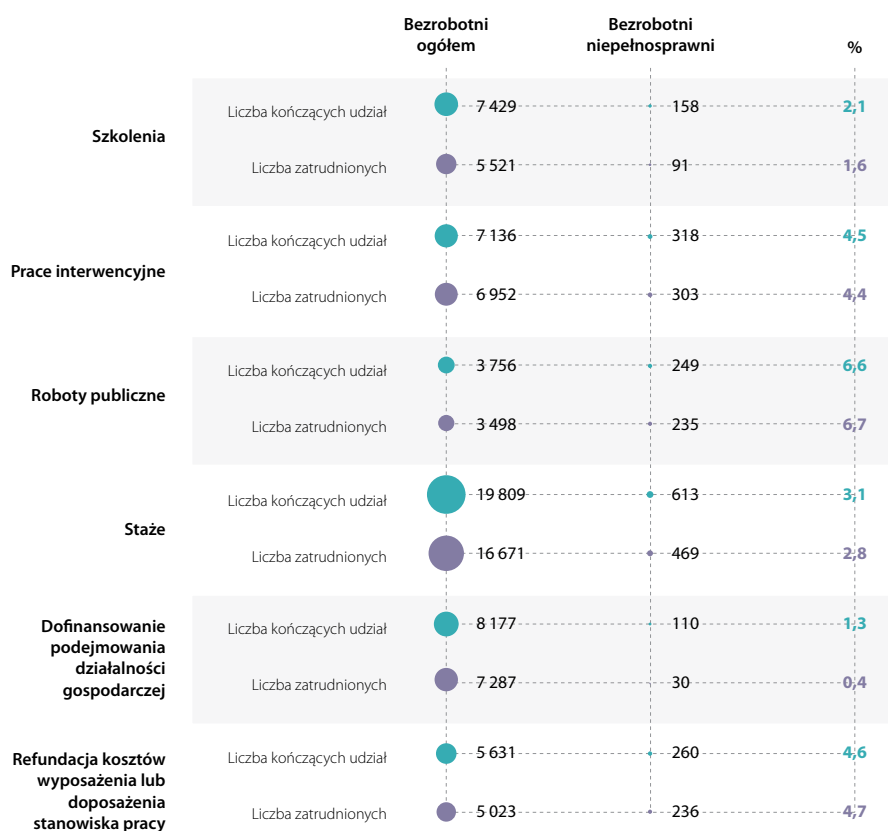 Bezrobotni
ogółem
Bezrobotni
niepełnosprawni
%
Szkolenia
Liczba kończących udział 7 429 158 2,1
Liczba zatrudnionych 5 521 91 1,6
Prace interwencyjne
Liczba kończących udział 7 136 318 4,5
Liczba zatrudnionych 6 952 303 4,4
Roboty publiczne
Liczba kończących udział 3 756 249 6,6
Liczba zatrudnionych 3 498 235 6,7
Staże
Liczba kończących udział 19 809 613 3,1
Liczba zatrudnionych 16 671 469 2,8
Dofinansowanie
podejmowania
działalności
gospodarczej
Liczba kończących udział 8 177 110 1,3
Liczba zatrudnionych 7 287 30 0,4
Refundacja kosztów
wyposażenia lub
doposażenia
stanowiska pracy
Liczba kończących udział 5 631 260 4,6
Liczba zatrudnionych 5 023 236 4,7